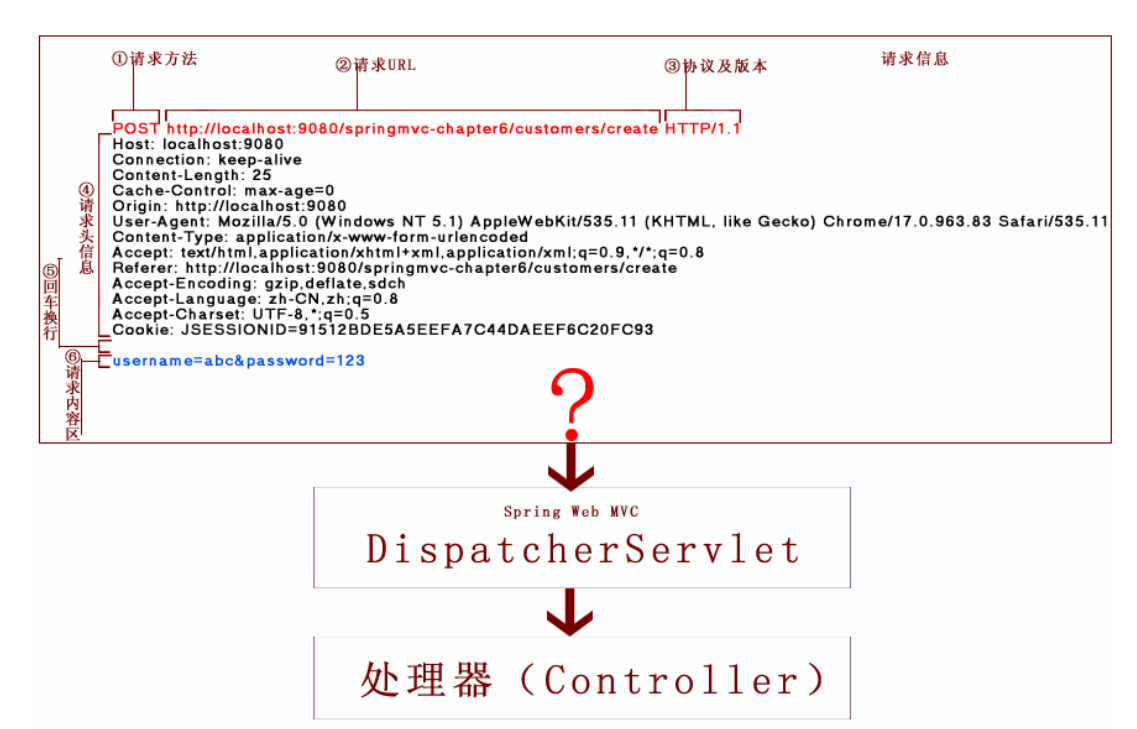 ①请求方法
②请求URL
③协议及版本
请求信息
POST http://localhost:9080/springmvc-chapter6/customers/create HTTP/1.1
Host: localhost:9080
Connection: keep-alive
Content-Length: 25
Cache-Control: max-age=0
Origin: http://localhost:9080
User-Agent: Mozilla/5.0 (Windows NT 5.1) AppleWebKit/535.11 (KHTML, like Gecko) Chrome/17.0.963.83 Safari/535.11
Content-Type: application/x-www-form-urlencoded
Accept: text/html,application/xhtml+xml,application/xml;q=0.9,*/*;q=0.8
Referer: http://localhost:9080/springmvc-chapter6/customers/create
Accept-Encoding: gzip,deflate,sdch
Accept-Language: zh-CN,zh;q=0.8
Accept-Charset: UTF-8,*;q=0.5
Cookie: JSESSIONID=91512BDE5A5EEFA7C44DAEEF6C20FC93
④请求头信息
⑤回车换行
username=abc&password=123
⑥请求内容区
?
Spring Web MVC
DispatcherServlet
处理器（Controller）